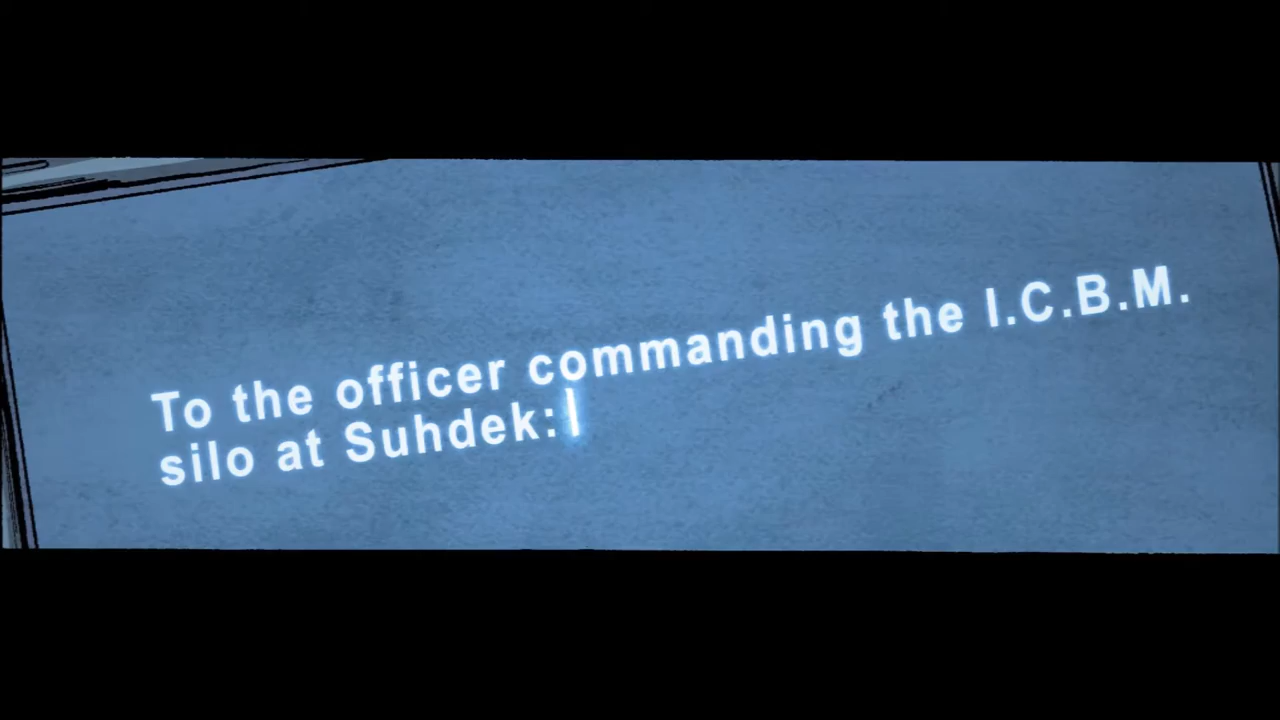 To the officer commanding the I.C.B.M.
silo at Suhdek: